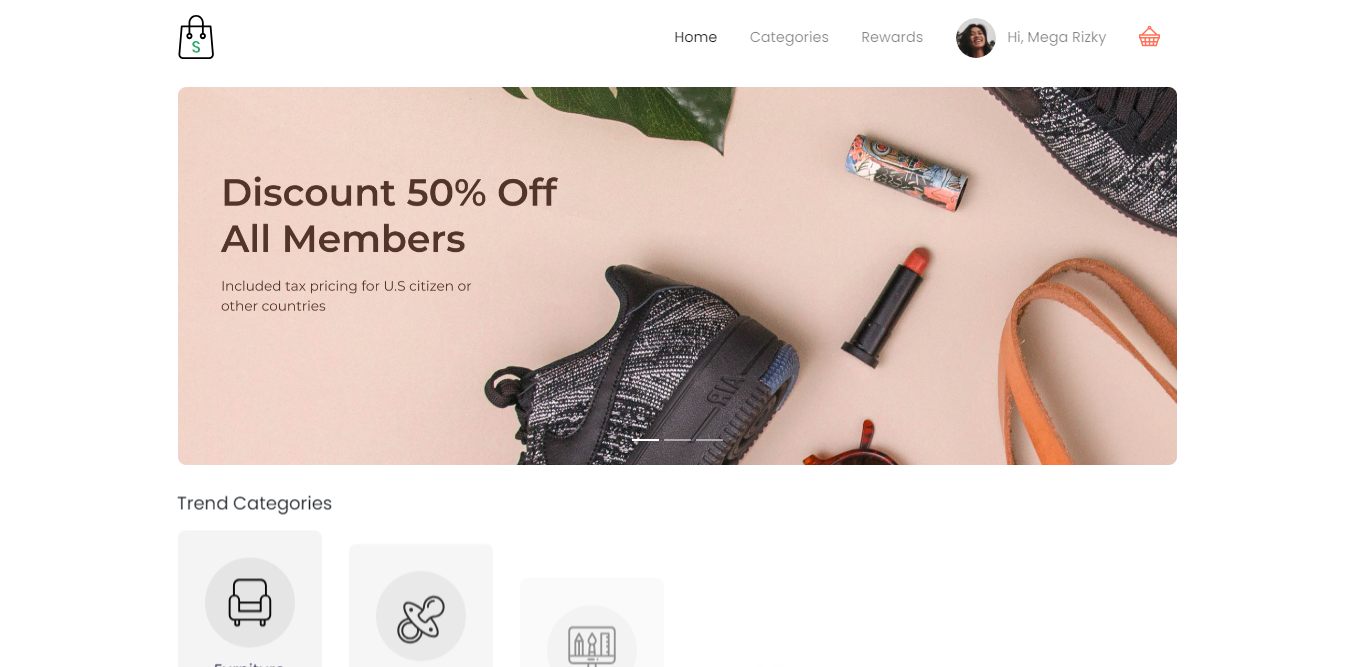 S
Home
Categories
Rewards
Hi, Mega Rizky
Discount 50% Off
All Members
Included tax pricing for U.S citizen or
other countries
Trend Categories